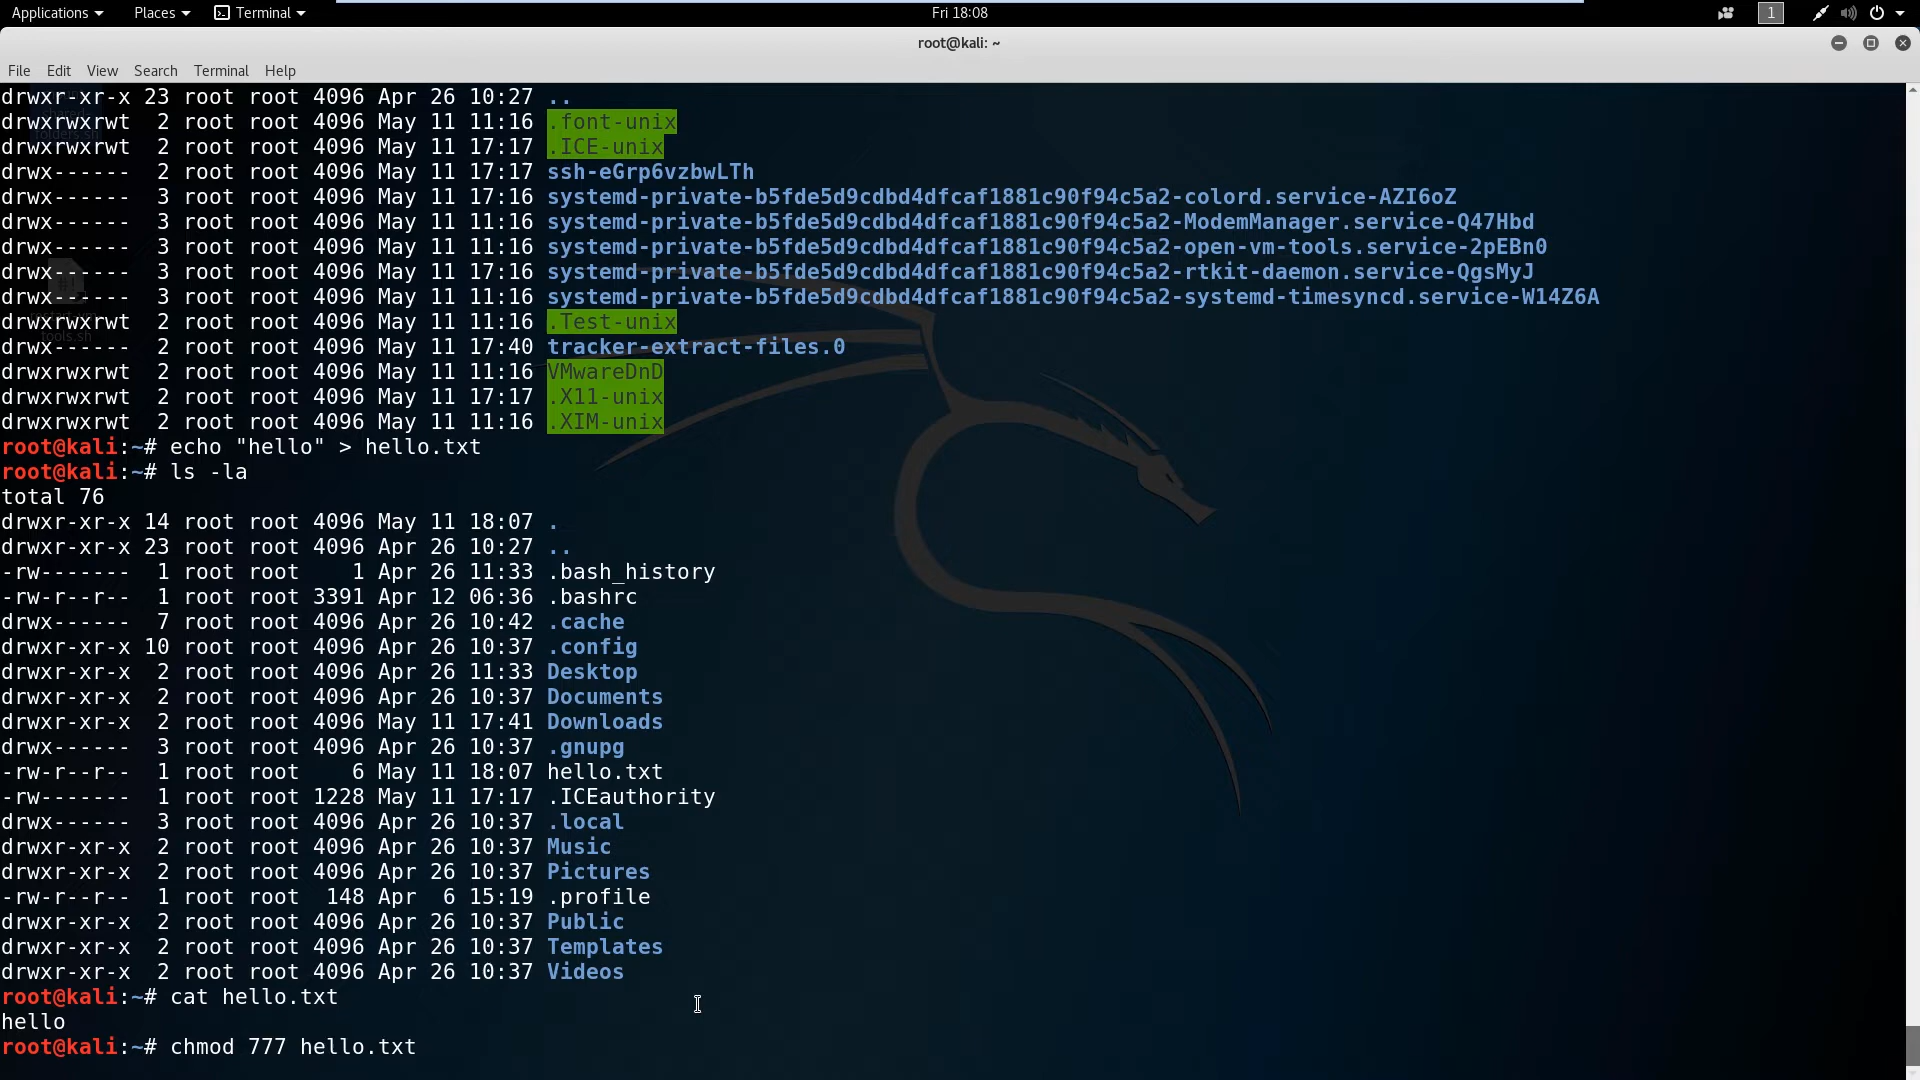 Applications Places Terminal Fri 18:08 1
root@kali: ~
File Edit View Search Terminal Help
drwxr-xr-x 23 root root 4096 Apr 26 10:27 ..
drwxrwxrwt  2 root root 4096 May 11 11:16 .font-unix
drwxrwxrwt  2 root root 4096 May 11 17:17 .ICE-unix
drwx------  2 root root 4096 May 11 17:17 ssh-eGrp6vzbwLTh
drwx------  3 root root 4096 May 11 17:16 systemd-private-b5fde5d9cdbd4dfcaf1881c90f94c5a2-colord.service-AZI6oZ
drwx------  3 root root 4096 May 11 11:16 systemd-private-b5fde5d9cdbd4dfcaf1881c90f94c5a2-ModemManager.service-Q47Hbd
drwx------  3 root root 4096 May 11 11:16 systemd-private-b5fde5d9cdbd4dfcaf1881c90f94c5a2-open-vm-tools.service-2pEBn0
drwx------  3 root root 4096 May 11 17:16 systemd-private-b5fde5d9cdbd4dfcaf1881c90f94c5a2-rtkit-daemon.service-QgsMyJ
drwx------  3 root root 4096 May 11 11:16 systemd-private-b5fde5d9cdbd4dfcaf1881c90f94c5a2-systemd-timesyncd.service-W14Z6A
drwxrwxrwt  2 root root 4096 May 11 11:16 .Test-unix
drwx------  2 root root 4096 May 11 17:40 tracker-extract-files.0
drwxrwxrwt  2 root root 4096 May 11 11:16 VMwareDnD
drwxrwxrwt  2 root root 4096 May 11 17:17 .X11-unix
drwxrwxrwt  2 root root 4096 May 11 11:16 .XIM-unix
root@kali:~# echo "hello" > hello.txt
root@kali:~# ls -la
total 76
drwxr-xr-x 14 root root 4096 May 11 18:07 .
drwxr-xr-x 23 root root 4096 Apr 26 10:27 ..
-rw-------  1 root root    1 Apr 26 11:33 .bash_history
-rw-r--r--  1 root root 3391 Apr 12 06:36 .bashrc
drwx------  7 root root 4096 Apr 26 10:42 .cache
drwxr-xr-x 10 root root 4096 Apr 26 10:37 .config
drwxr-xr-x  2 root root 4096 Apr 26 11:33 Desktop
drwxr-xr-x  2 root root 4096 Apr 26 10:37 Documents
drwxr-xr-x  2 root root 4096 May 11 17:41 Downloads
drwx------  3 root root 4096 Apr 26 10:37 .gnupg
-rw-r--r--  1 root root    6 May 11 18:07 hello.txt
-rw-------  1 root root 1228 May 11 17:17 .ICEauthority
drwx------  3 root root 4096 Apr 26 10:37 .local
drwxr-xr-x  2 root root 4096 Apr 26 10:37 Music
drwxr-xr-x  2 root root 4096 Apr 26 10:37 Pictures
-rw-r--r--  1 root root  148 Apr  6 15:19 .profile
drwxr-xr-x  2 root root 4096 Apr 26 10:37 Public
drwxr-xr-x  2 root root 4096 Apr 26 10:37 Templates
drwxr-xr-x  2 root root 4096 Apr 26 10:37 Videos
root@kali:~# cat hello.txt
hello
root@kali:~# chmod 777 hello.txt